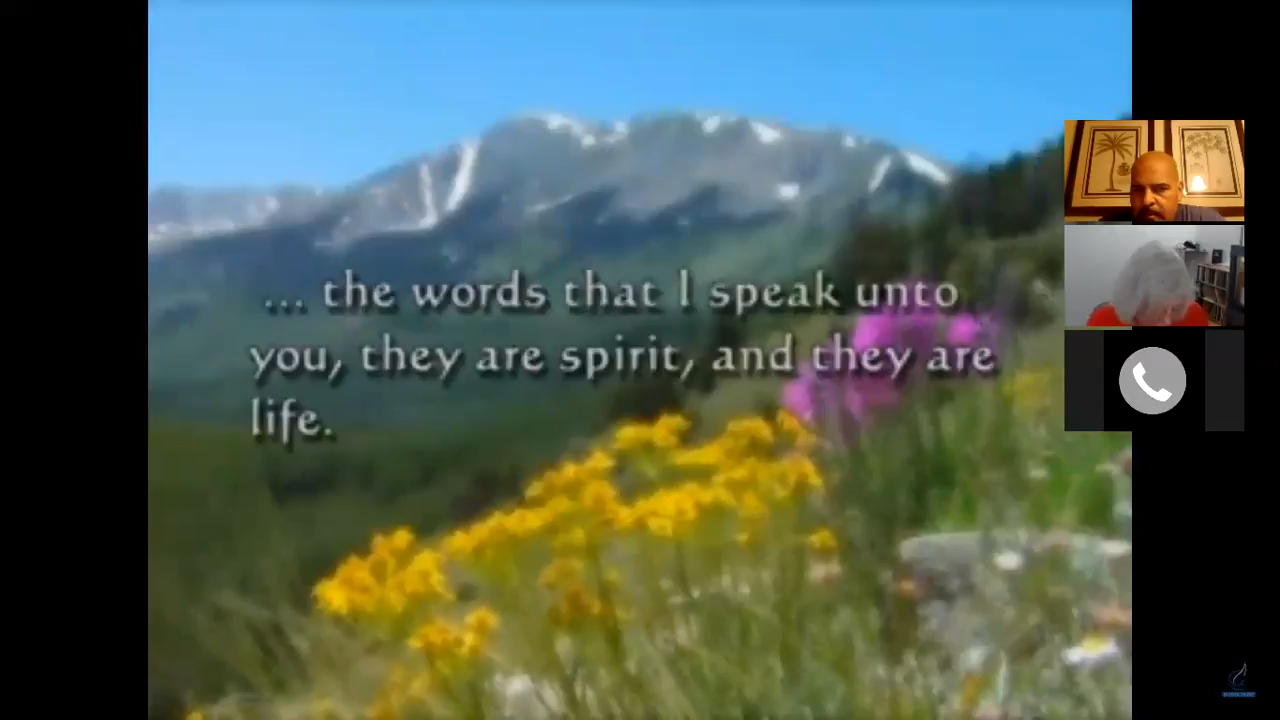 ... the words that I speak unto
you, they are spirit, and they are
life.